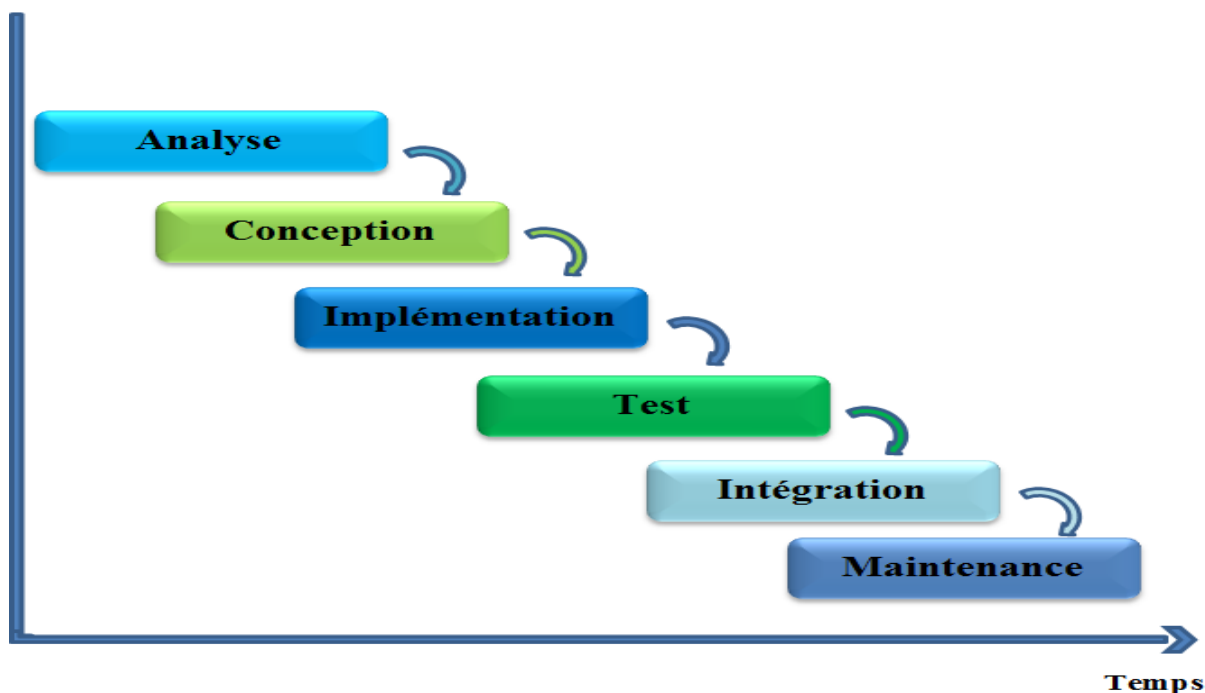 Analyse
Conception
Implémentation
Test
Intégration
Maintenance
Temps